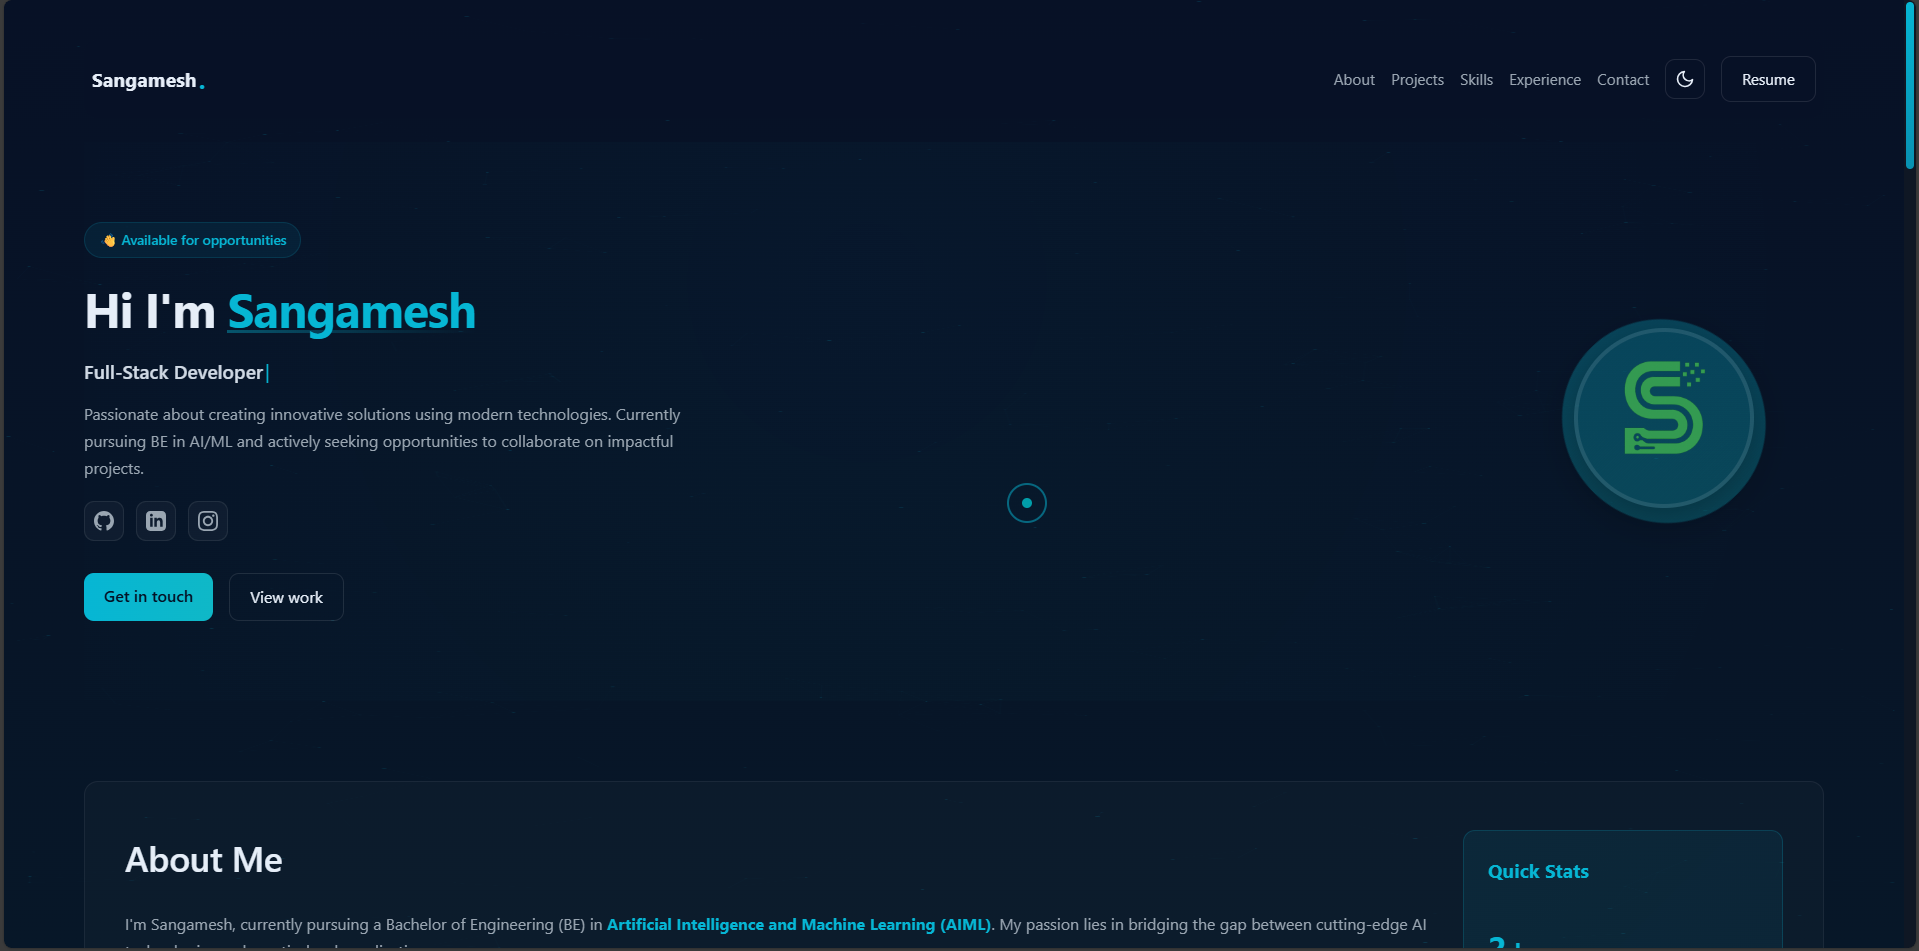 Sangamesh.
About Projects Skills Experience Contact Resume
👋 Available for opportunities
Hi I'm Sangamesh
Full-Stack Developer|
Passionate about creating innovative solutions using modern technologies. Currently
pursuing BE in AI/ML and actively seeking opportunities to collaborate on impactful
projects.
Get in touch View work
About Me
Quick Stats
I'm Sangamesh, currently pursuing a Bachelor of Engineering (BE) in Artificial Intelligence and Machine Learning (AIML). My passion lies in bridging the gap between cutting-edge AI